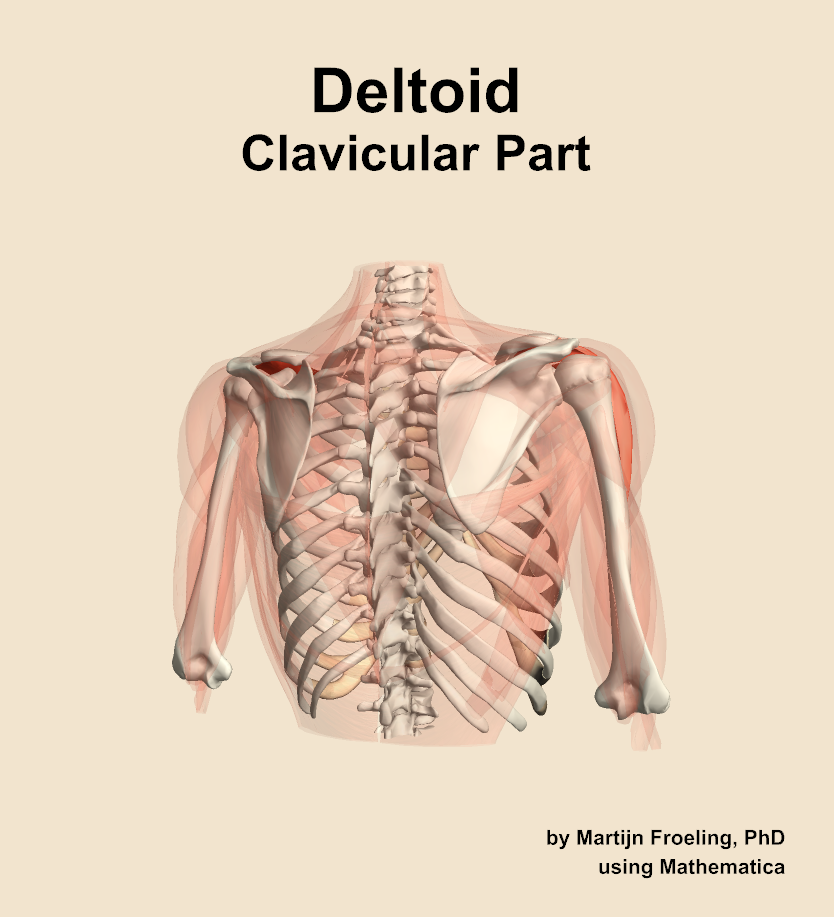 Deltoid
Clavicular Part
by Martijn Froeling, PhD
using Mathematica